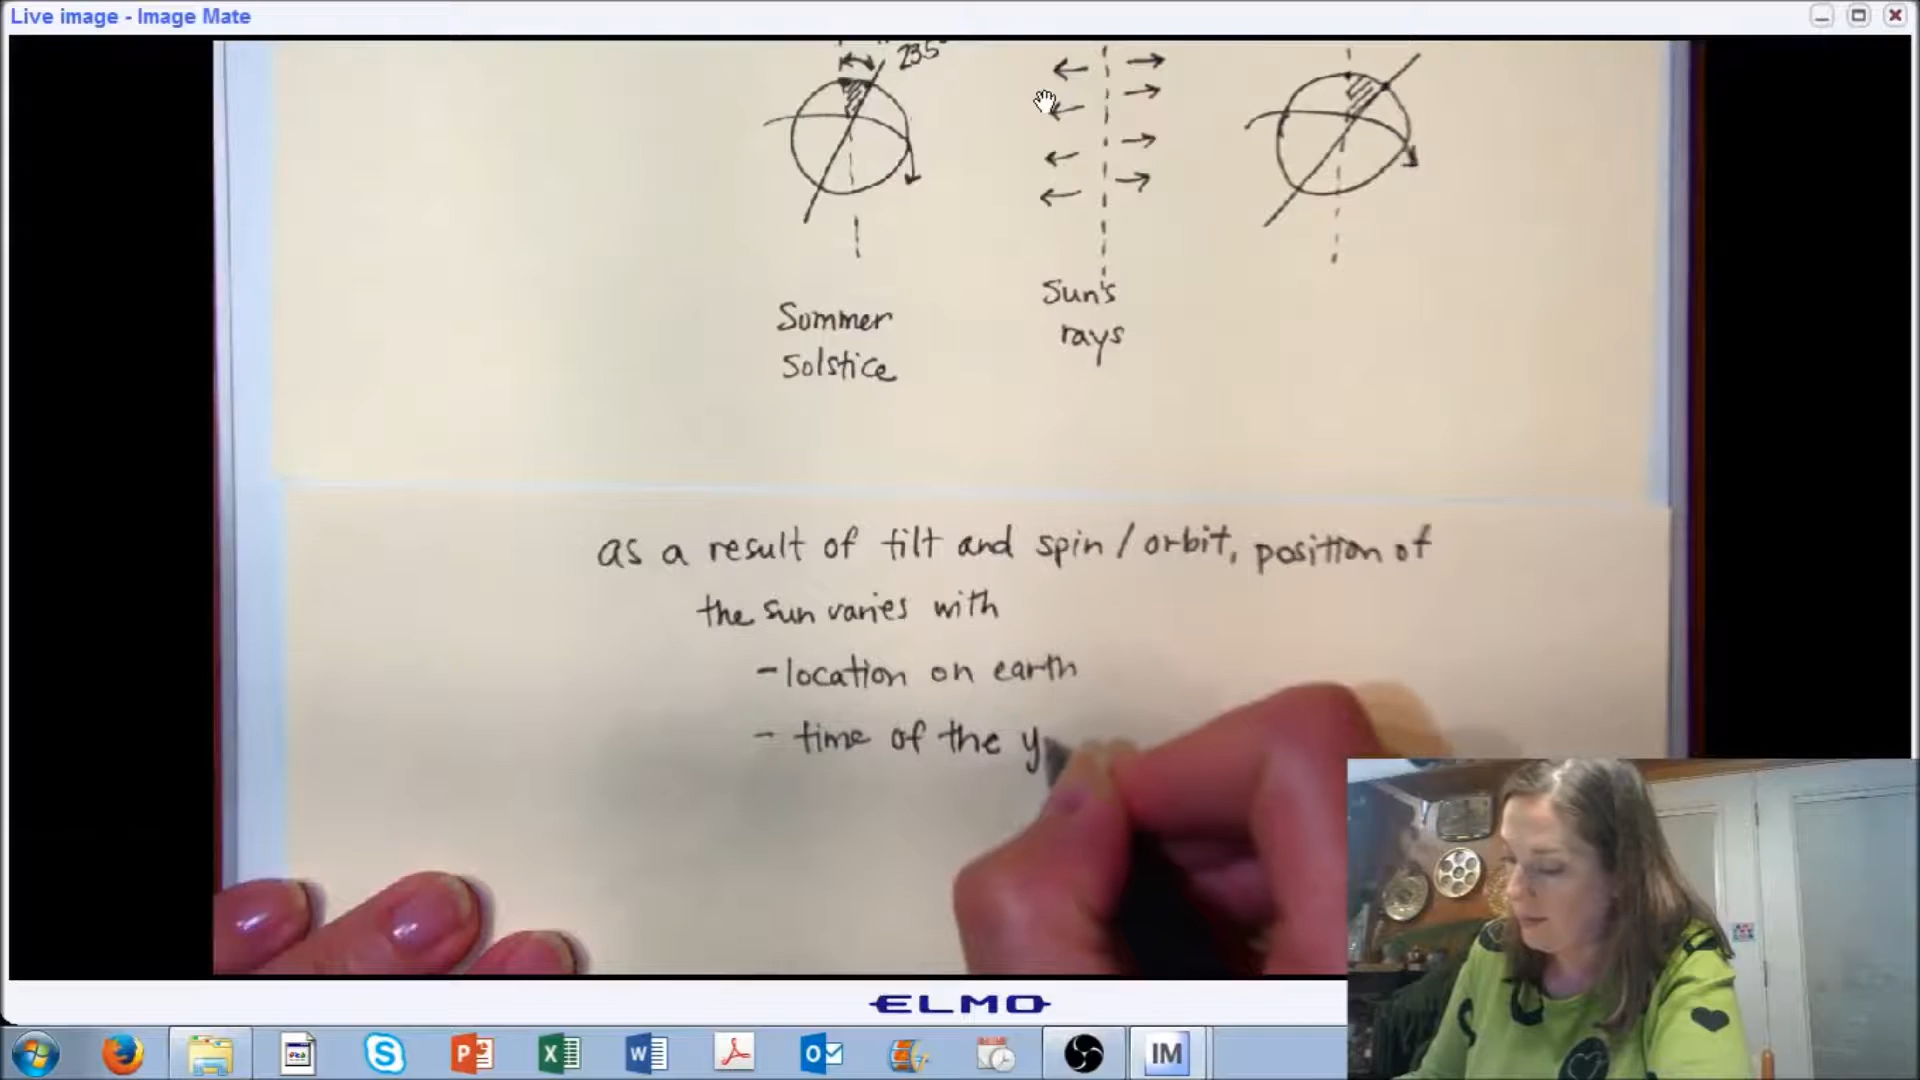 Live image - Image Mate
23.5°
Summer
solstice
Sun's
rays
as a result of tilt and spin / orbit, position of
the sun varies with
- location on earth
- time of the y
ELMO
IM